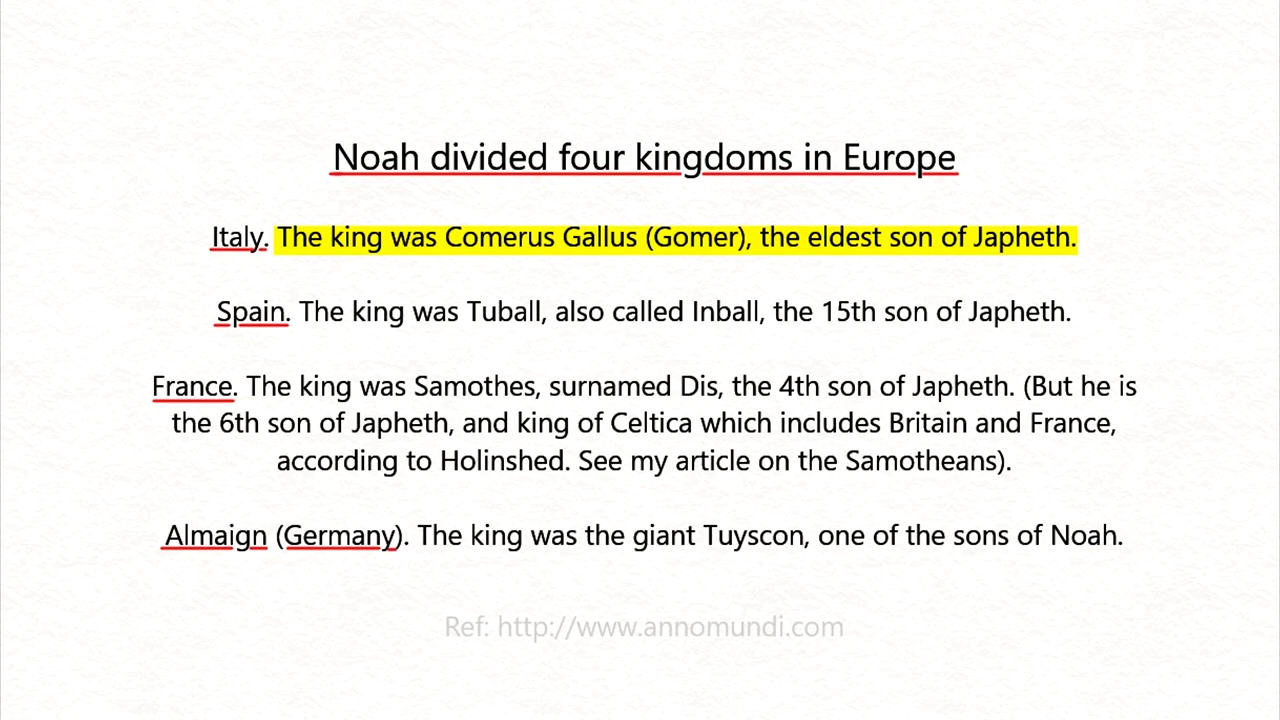 Noah divided four kingdoms in Europe
Italy. The king was Comerus Gallus (Gomer), the eldest son of Japheth.
Spain. The king was Tuball, also called Inball, the 15th son of Japheth.
France. The king was Samothes, surnamed Dis, the 4th son of Japheth. (But he is
the 6th son of Japheth, and king of Celtica which includes Britain and France,
according to Holinshed. See my article on the Samotheans).
Almaign (Germany). The king was the giant Tuyscon, one of the sons of Noah.
Ref: http://www.annomundi.com